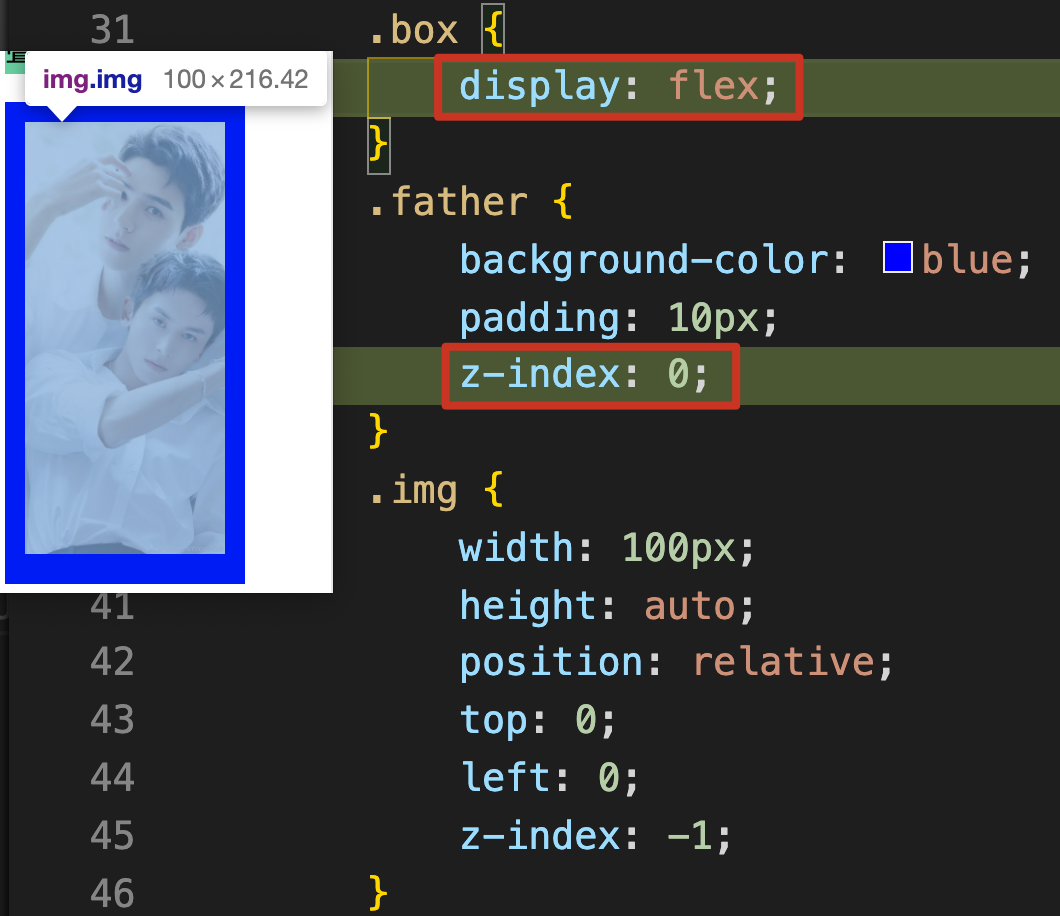 31 .box {
img.img 100×216.42
display: flex;
}
.father {
background-color: blue;
padding: 10px;
z-index: 0;
}
.img {
width: 100px;
41 height: auto;
42 position: relative;
43 top: 0;
44 left: 0;
45 z-index: -1;
46 }